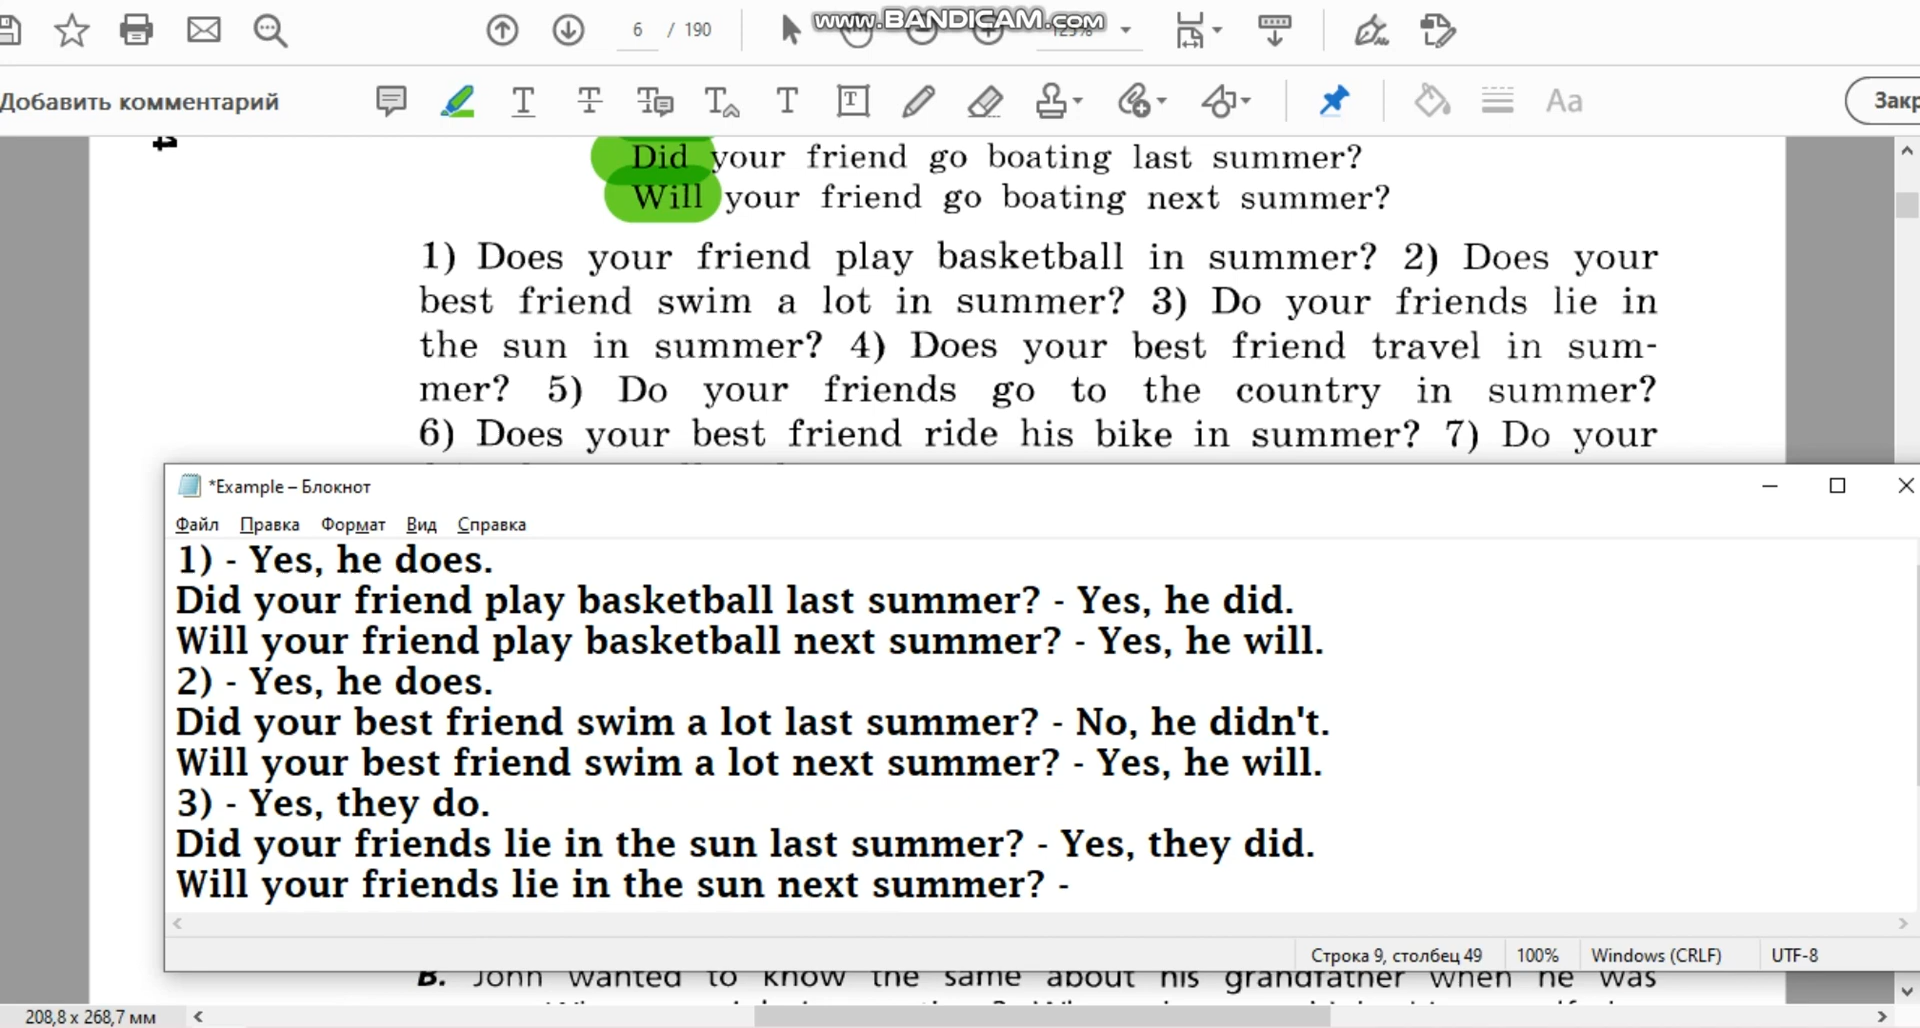 www.BANDICAM.com
6 / 190
125%
Добавить комментарий
Aa
Закр
Did your friend go boating last summer?
Will your friend go boating next summer?
1) Does your friend play basketball in summer? 2) Does your
best friend swim a lot in summer? 3) Do your friends lie in
the sun in summer? 4) Does your best friend travel in sum-
mer? 5) Do your friends go to the country in summer?
6) Does your best friend ride his bike in summer? 7) Do your
*Example – Блокнот
Файл Правка Формат Вид Справка
1) - Yes, he does.
Did your friend play basketball last summer? - Yes, he did.
Will your friend play basketball next summer? - Yes, he will.
2) - Yes, he does.
Did your best friend swim a lot last summer? - No, he didn't.
Will your best friend swim a lot next summer? - Yes, he will.
3) - Yes, they do.
Did your friends lie in the sun last summer? - Yes, they did.
Will your friends lie in the sun next summer? -
Строка 9, столбец 49 100% Windows (CRLF) UTF-8
B. John wanted to know the same about his grandfather when he was
208,8 x 268,7 мм